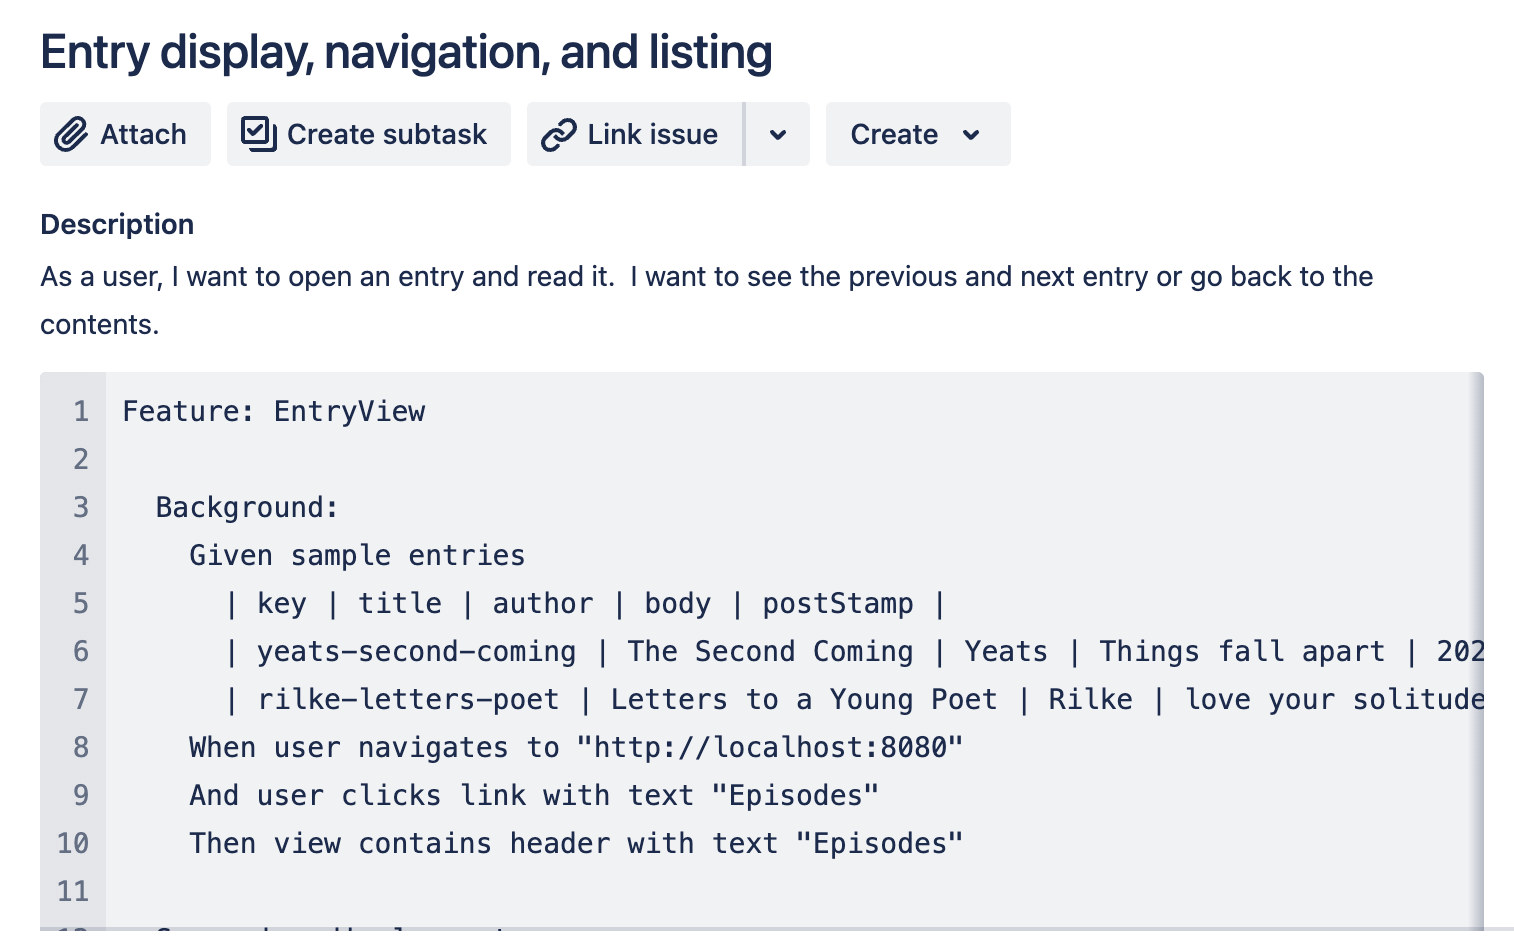 Entry display, navigation, and listing
Attach
Create subtask
Link issue
Create
Description
As a user, I want to open an entry and read it.  I want to see the previous and next entry or go back to the
contents.
1 Feature: EntryView
2
3   Background:
4     Given sample entries
5       | key | title | author | body | postStamp |
6       | yeats-second-coming | The Second Coming | Yeats | Things fall apart | 202
7       | rilke-letters-poet | Letters to a Young Poet | Rilke | love your solitude
8     When user navigates to "http://localhost:8080"
9     And user clicks link with text "Episodes"
10     Then view contains header with text "Episodes"
11